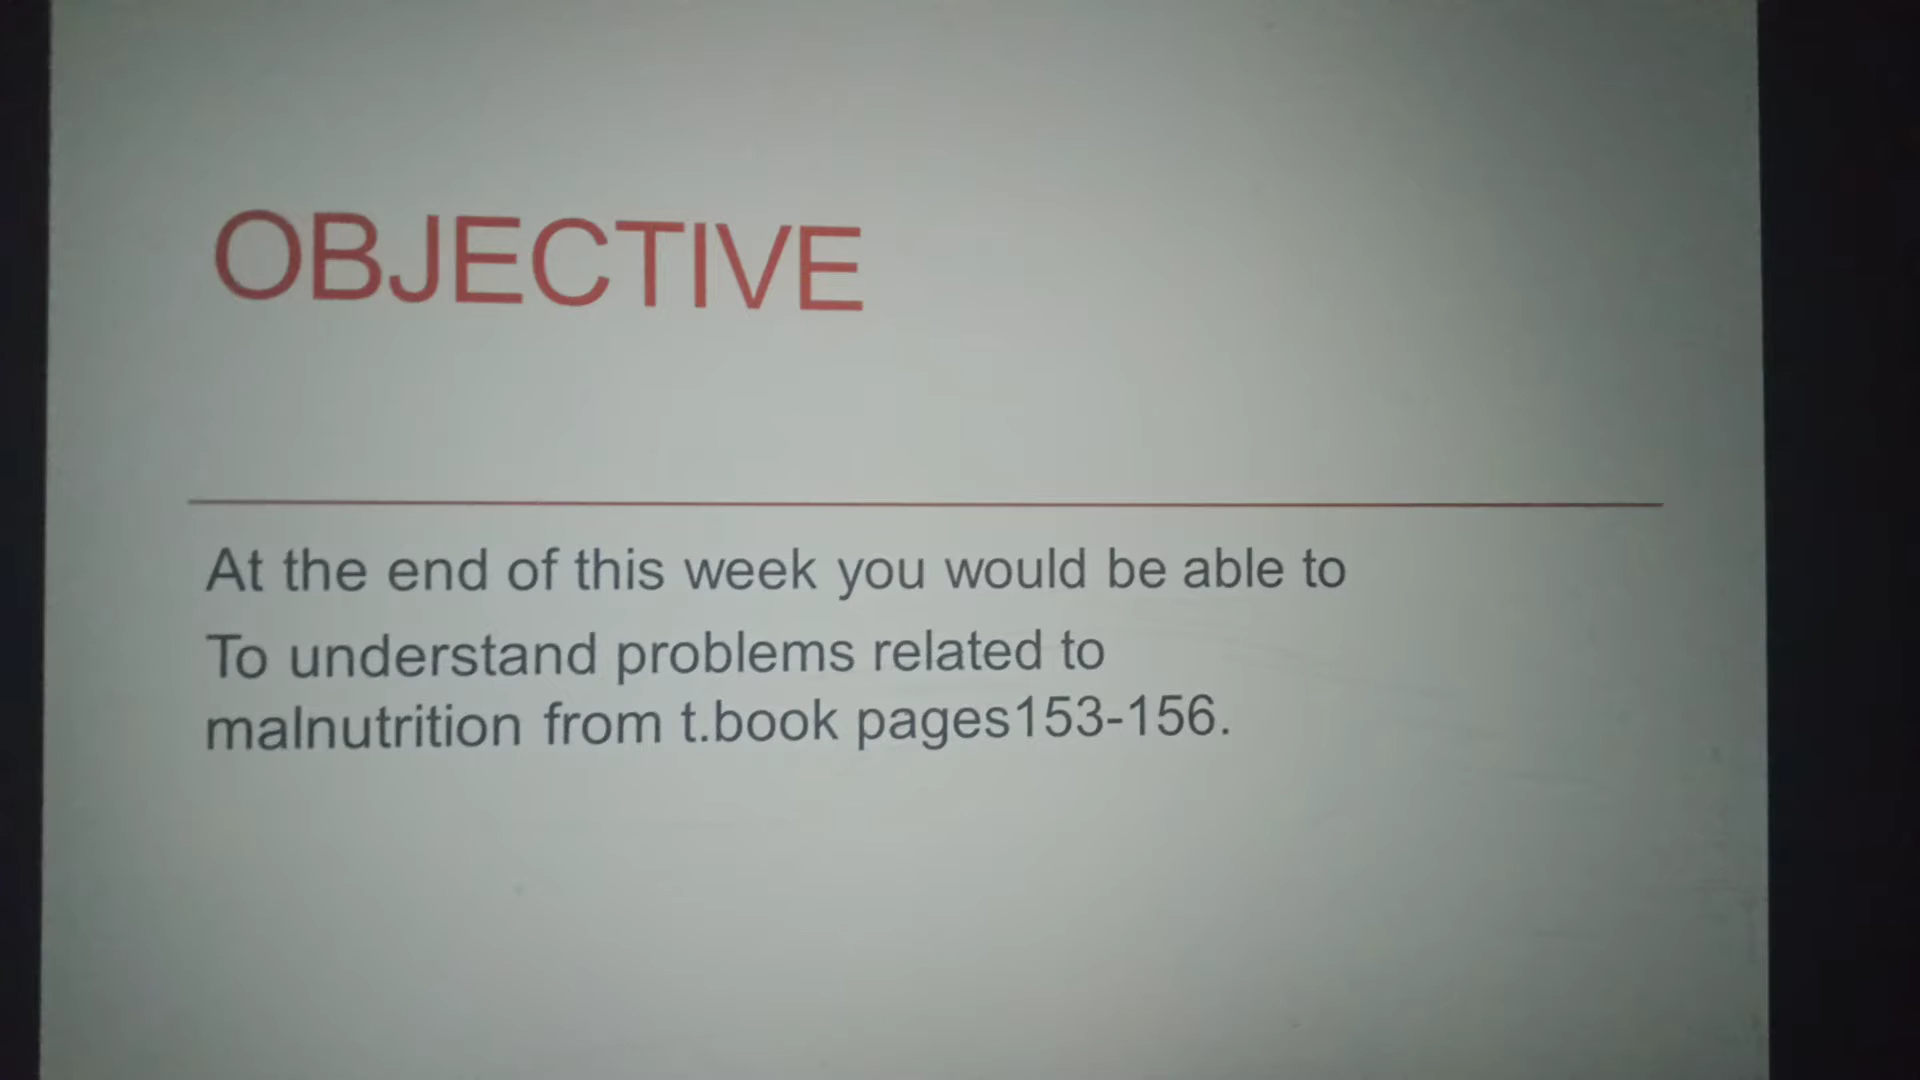 OBJECTIVE
At the end of this week you would be able to
To understand problems related to
malnutrition from t.book pages153-156.